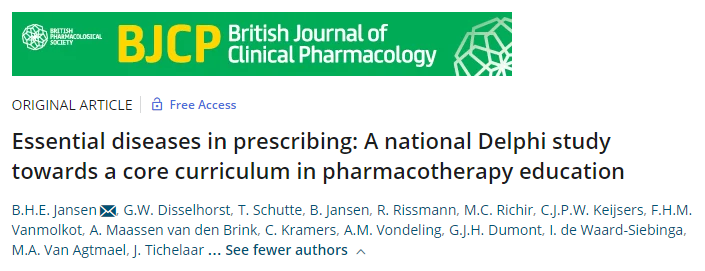 BRITISH
PHARMACOLOGICAL
SOCIETY
BJCP
British Journal of
Clinical Pharmacology
ORIGINAL ARTICLE
Free Access
Essential diseases in prescribing: A national Delphi study
towards a core curriculum in pharmacotherapy education
B.H.E. Jansen, G.W. Disselhorst, T. Schutte, B. Jansen, R. Rissmann, M.C. Richir, C.J.P.W. Keijsers, F.H.M.
Vanmolkot, A. Maassen van den Brink, C. Kramers, A.M. Vondeling, G.J.H. Dumont, I. de Waard-Siebinga,
M.A. Van Agtmael, J. Tichelaar ... See fewer authors